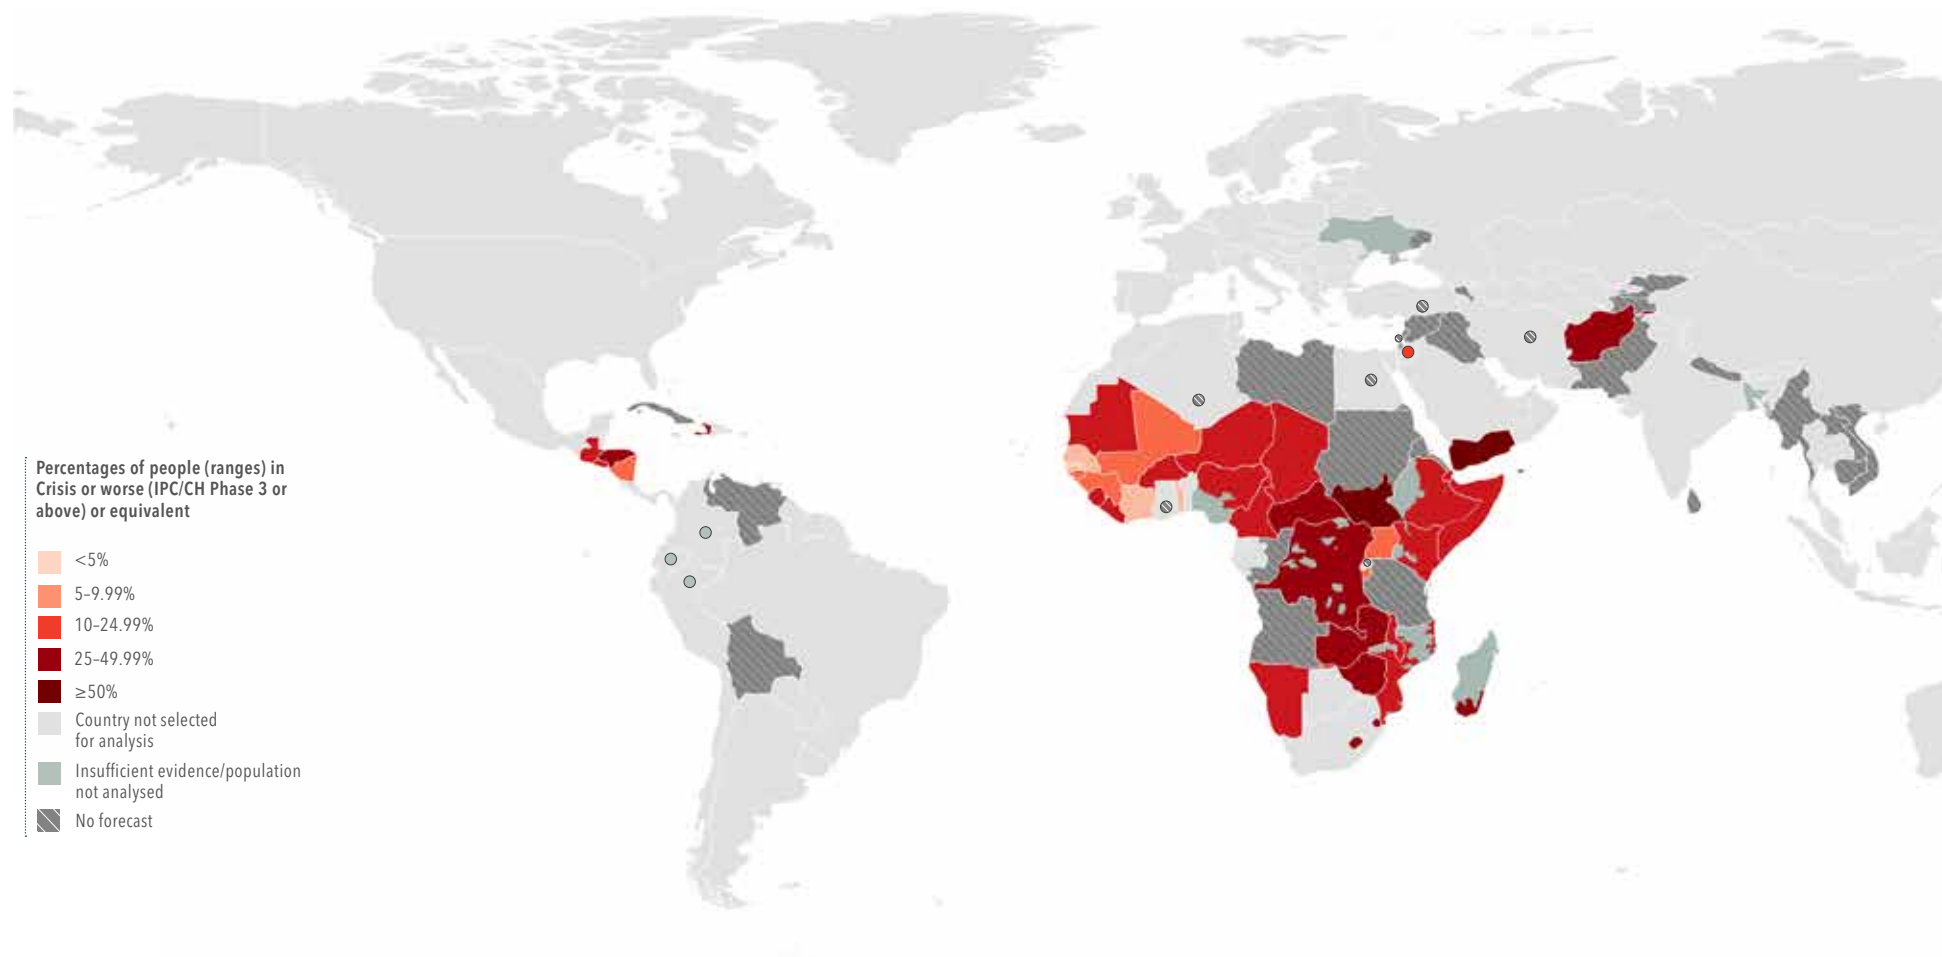 Percentages of people (ranges) in
Crisis or worse (IPC/CH Phase 3 or
above) or equivalent
<5%
5–9.99%
10–24.99%
25–49.99%
≥50%
Country not selected
for analysis
Insufficient evidence/population
not analysed
No forecast